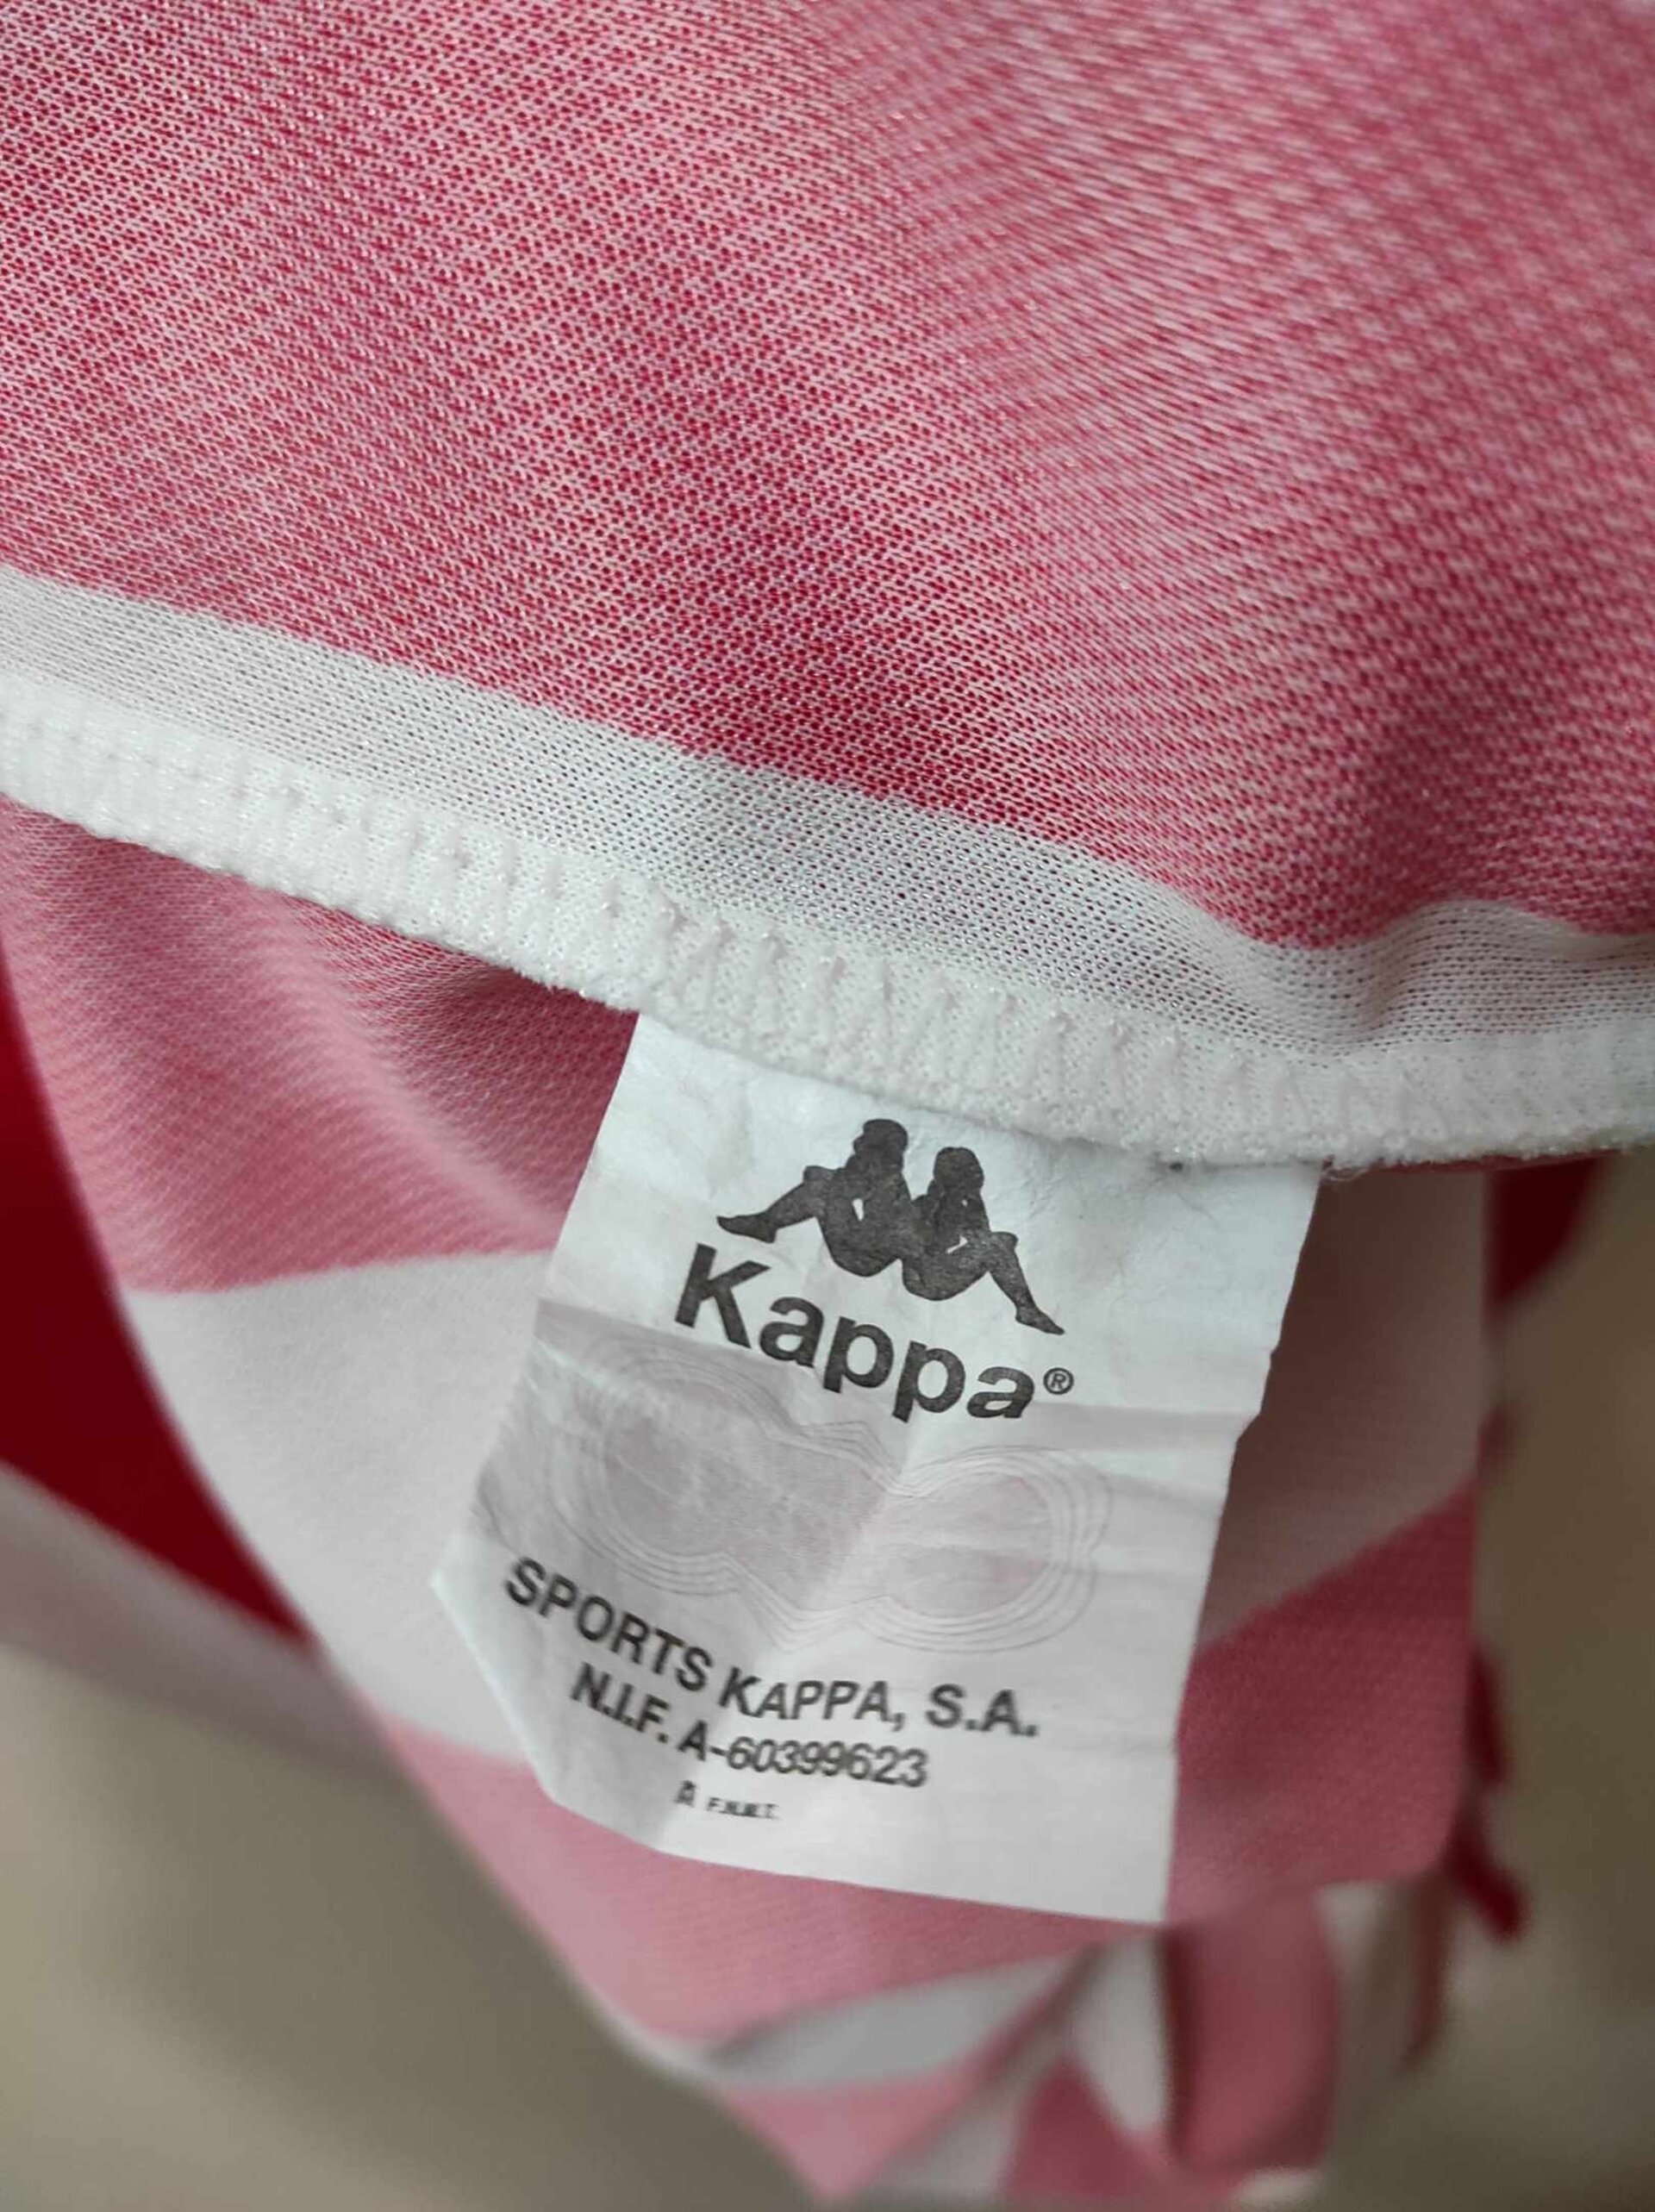 Kappa®
SPORTS KAPPA, S.A.
N.I.F. A-60399623
F.N.M.T.